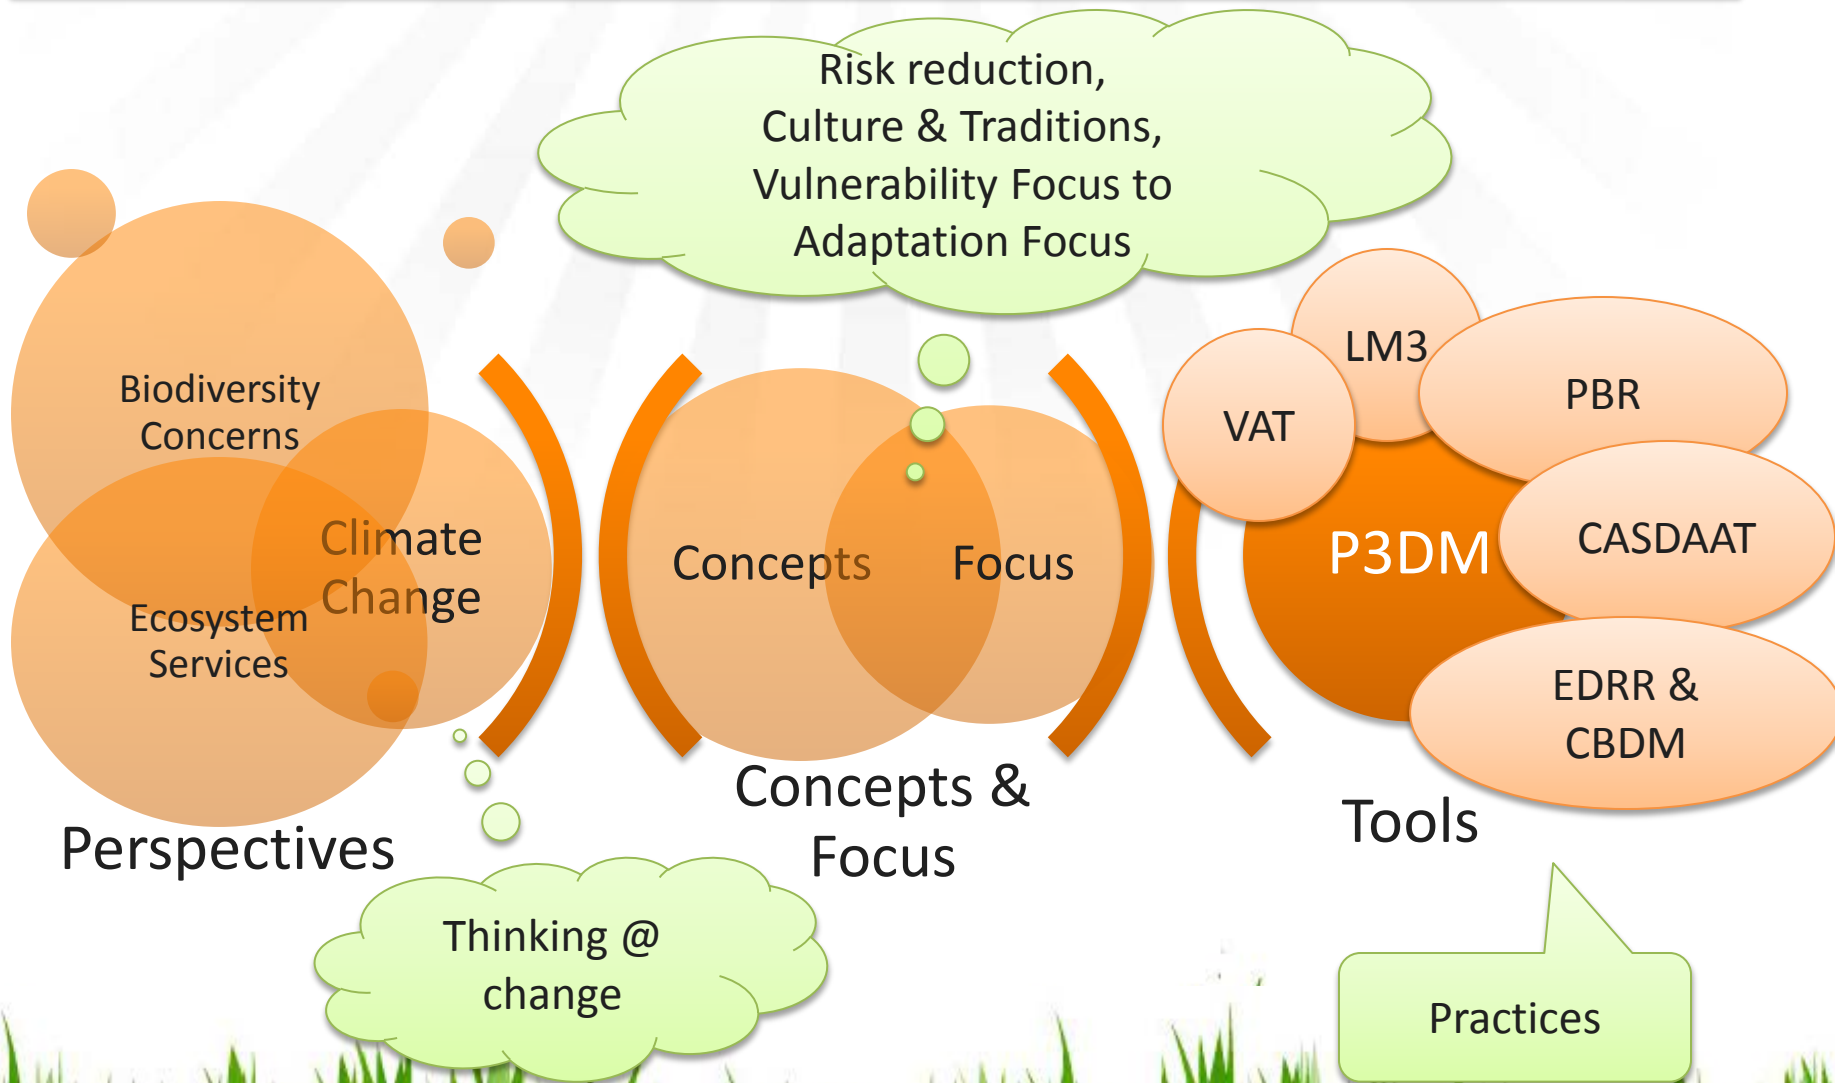 Risk reduction,
Culture & Traditions,
Vulnerability Focus to
Adaptation Focus
Biodiversity
Concerns
Climate
Change
Ecosystem
Services
Perspectives
Thinking @
change
Concepts
Focus
Concepts &
Focus
LM3
VAT
PBR
P3DM
CASDAAT
EDRR &
CBDM
Tools
Practices